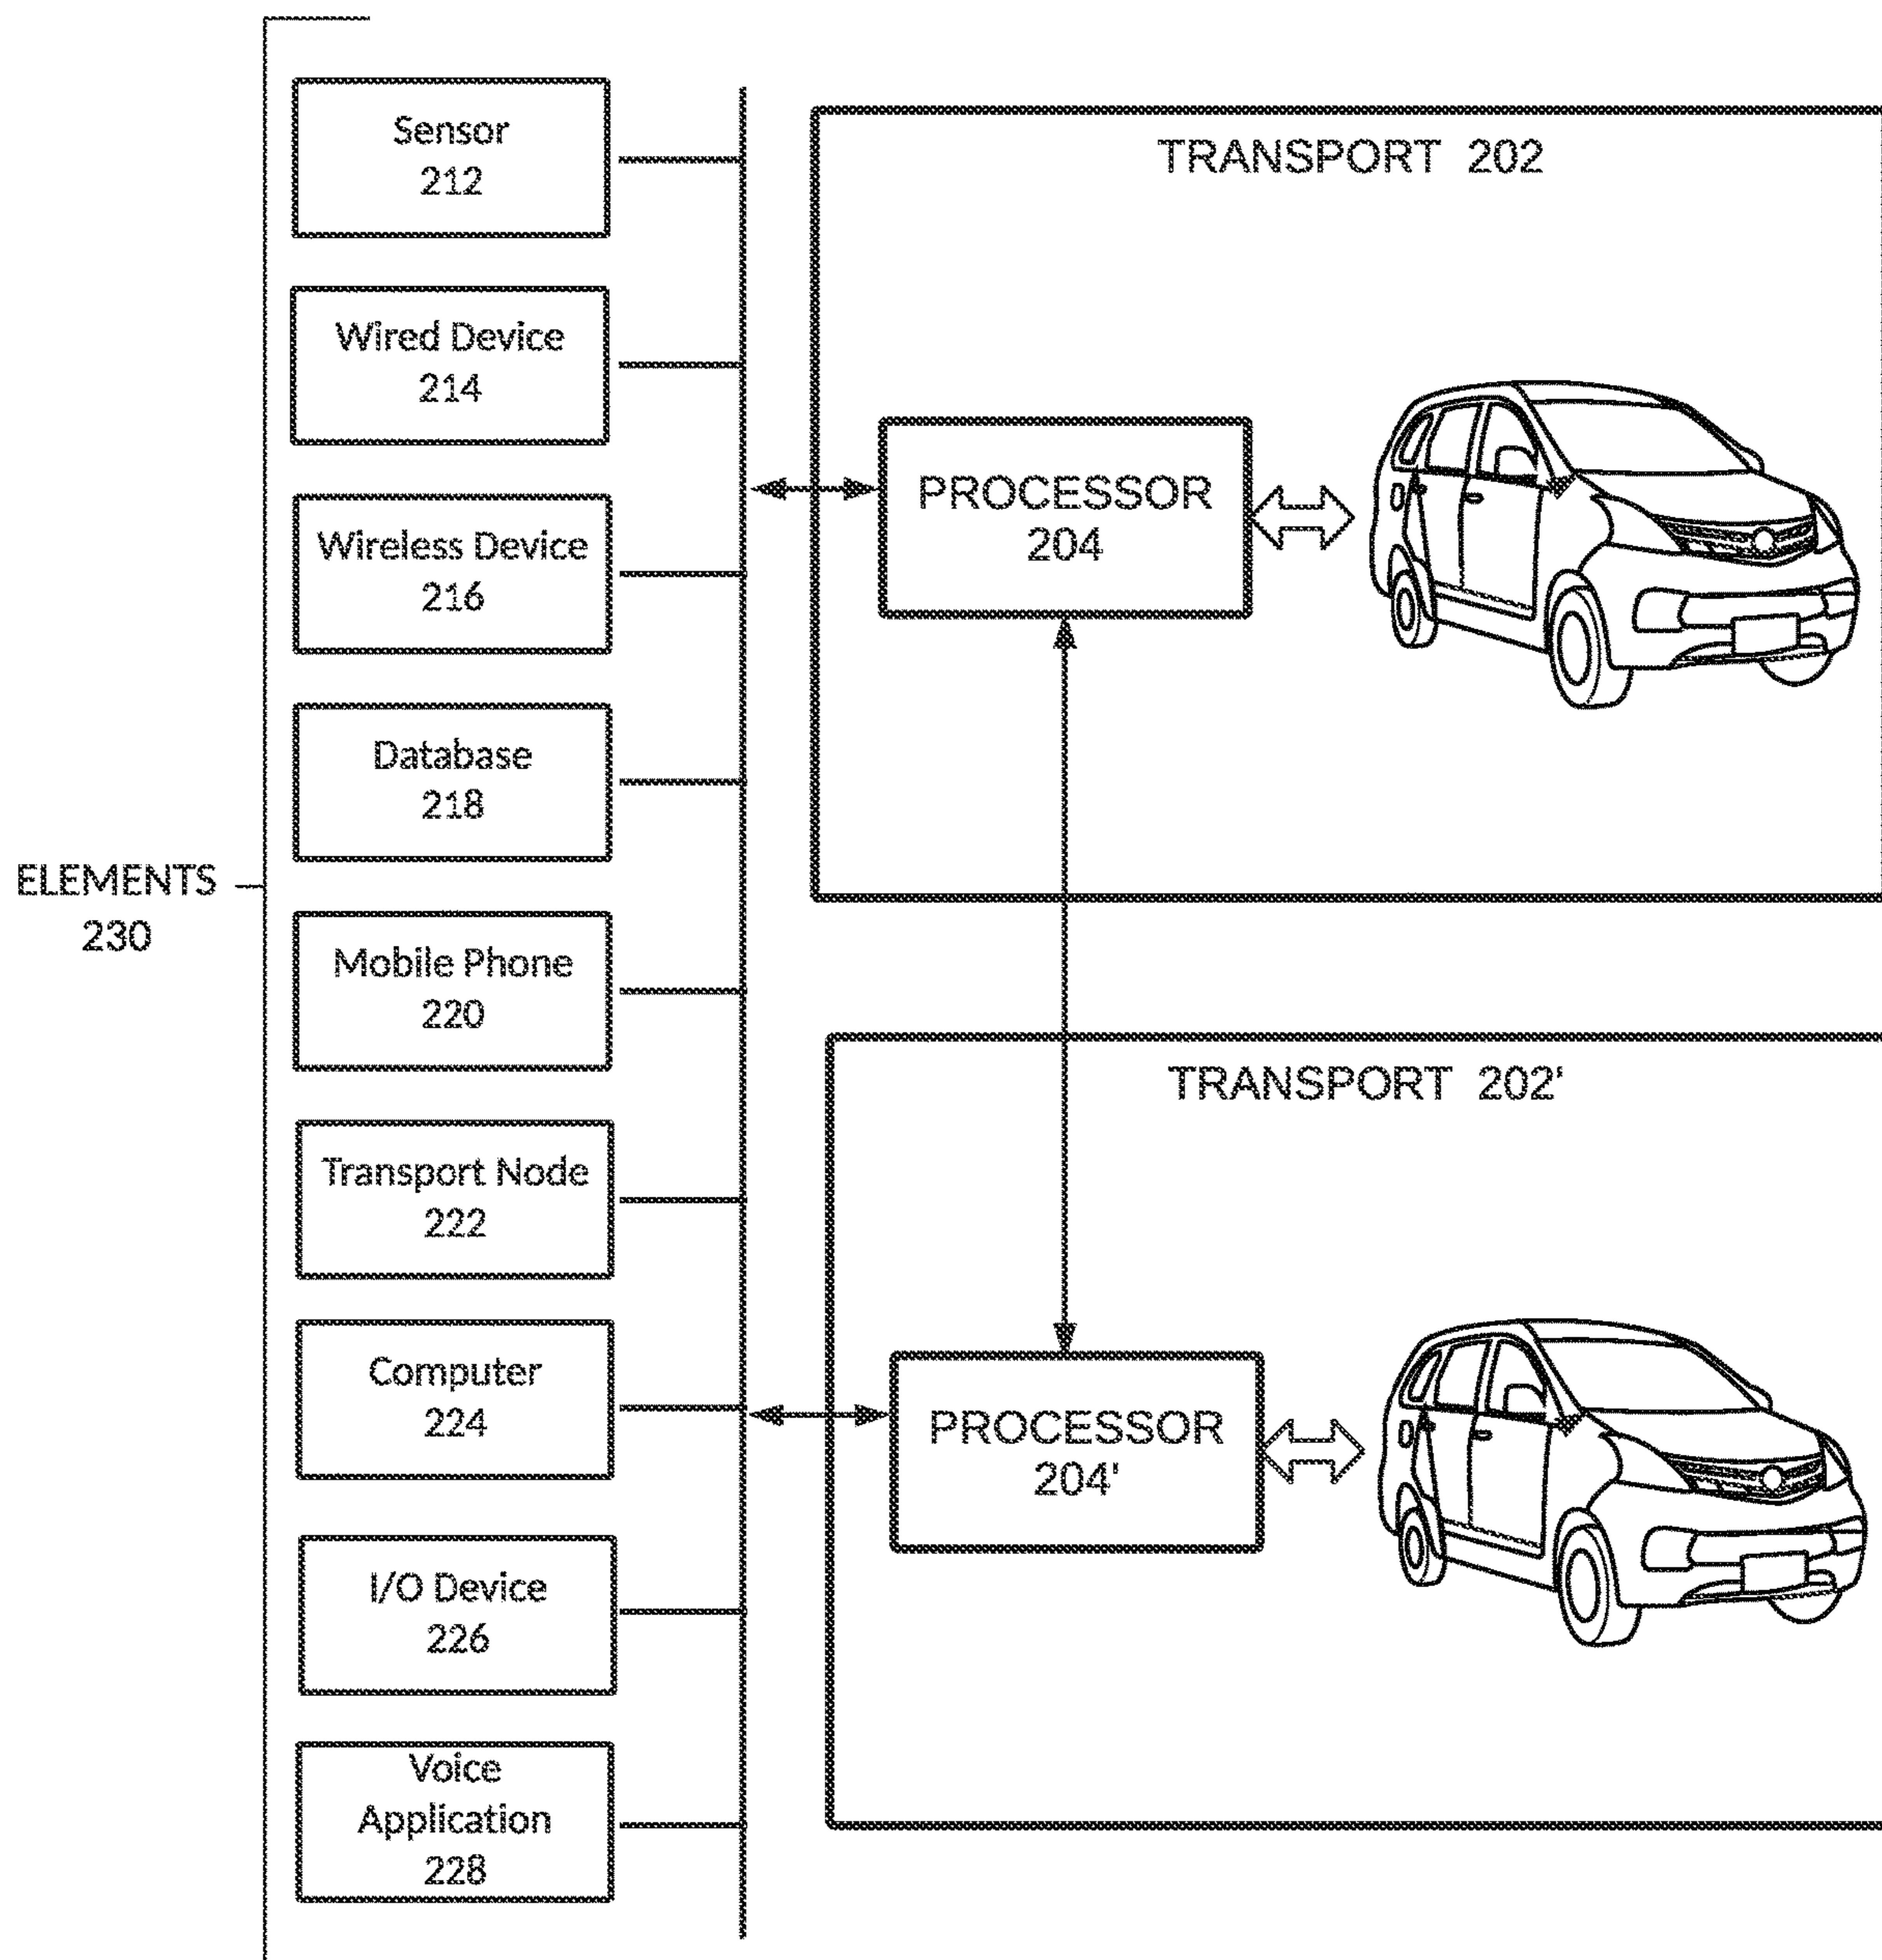 ELEMENTS
230
Sensor
212
Wired Device
214
Wireless Device
216
Database
218
Mobile Phone
220
Transport Node
222
Computer
224
I/O Device
226
Voice
Application
228
TRANSPORT 202
PROCESSOR
204
TRANSPORT 202'
PROCESSOR
204'